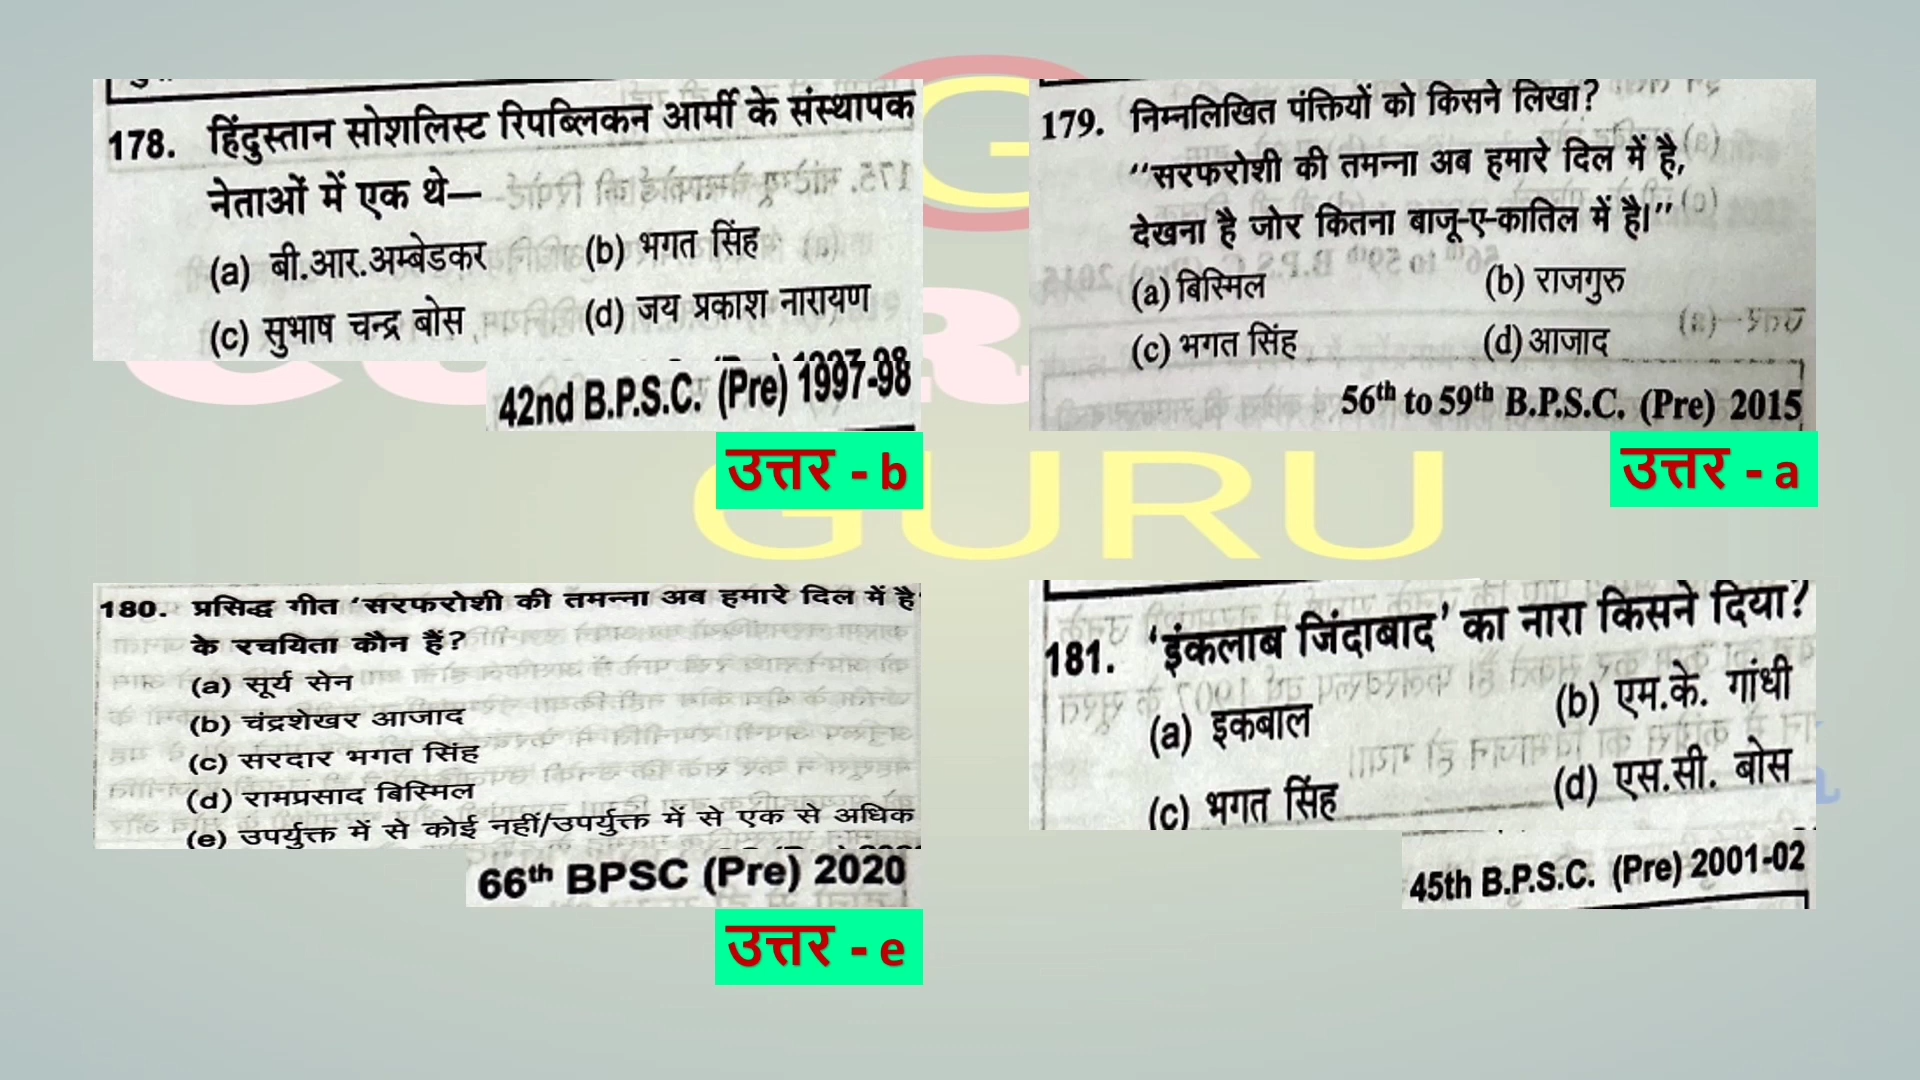 178. हिंदुस्तान सोशलिस्ट रिपब्लिकन आर्मी के संस्थापक
नेताओं में एक थे—
(a) बी.आर.अम्बेडकर (b) भगत सिंह
(c) सुभाष चन्द्र बोस (d) जय प्रकाश नारायण
42nd B.P.S.C. (Pre) 1997-98
उत्तर - b
179. निम्नलिखित पंक्तियों को किसने लिखा?
‘‘सरफरोशी की तमन्ना अब हमारे दिल में है,
देखना है जोर कितना बाजू-ए-कातिल में है।’’
(a) बिस्मिल (b) राजगुरु
(c) भगत सिंह (d) आजाद
56th to 59th B.P.S.C. (Pre) 2015
उत्तर - a
180. प्रसिद्ध गीत ‘सरफरोशी की तमन्ना अब हमारे दिल में है’
के रचयिता कौन हैं?
(a) सूर्य सेन
(b) चंद्रशेखर आजाद
(c) सरदार भगत सिंह
(d) रामप्रसाद बिस्मिल
(e) उपर्युक्त में से कोई नहीं/उपर्युक्त में से एक से अधिक
66th BPSC (Pre) 2020
उत्तर - e
181. ‘इंकलाब जिंदाबाद’ का नारा किसने दिया?
(a) इकबाल (b) एम.के. गांधी
(c) भगत सिंह (d) एस.सी. बोस
45th B.P.S.C. (Pre) 2001-02
GURU